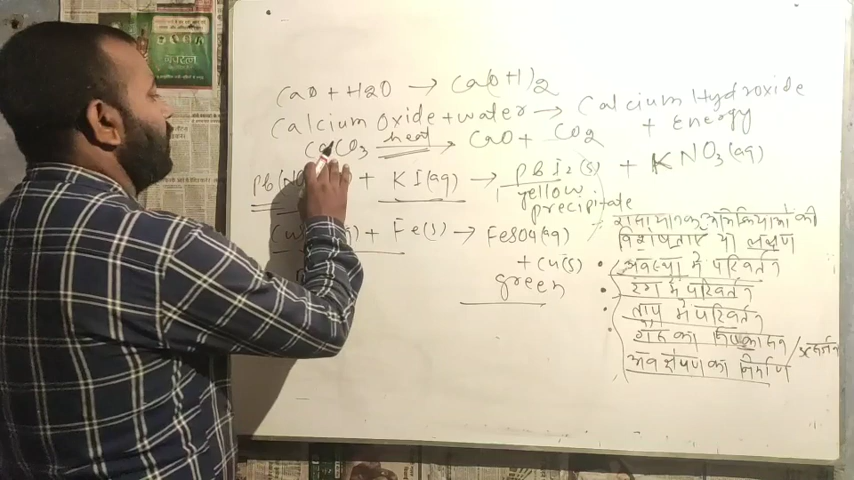 CaO + H2O → Ca(OH)2
Calcium Oxide + water → Calcium Hydroxide
+ Energy
CaCO3 heat → CaO + CO2
Pb(NO + KI(aq) → PbI2(s) + KNO3(aq)
yellow
precipitate
+ Fe(s) → FeSO4(aq)
+ Cu(s)
green
रासायनिक अभिक्रियाओं की
विशेषताएं या लक्षण
अवस्था में परिवर्तन
रंग में परिवर्तन
ताप में परिवर्तन
गैस का
अवक्षेपण का निर्माण